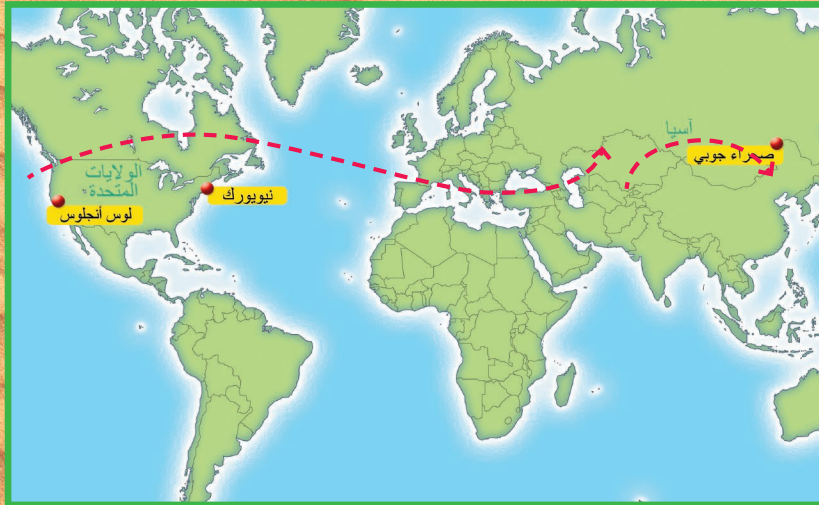 آسيا
صحراء جوبي
الولايات
المتحدة
نيويورك
لوس أنجلوس